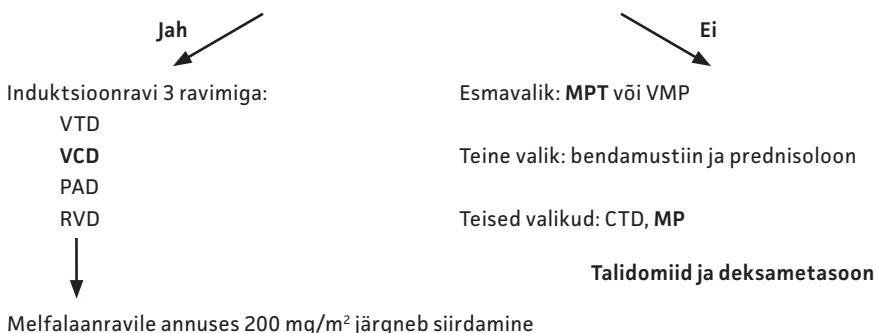 Jah
Ei
Induktsioonravi 3 ravimiga:
VTD
VCD
PAD
RVD
Esmavalik: MPT või VMP
Teine valik: bendamustiin ja prednisoloon
Teised valikud: CTD, MP
Talidomiid ja deksametasoon
Melfalaanravile annuses 200 mg/m² järgneb siirdamine